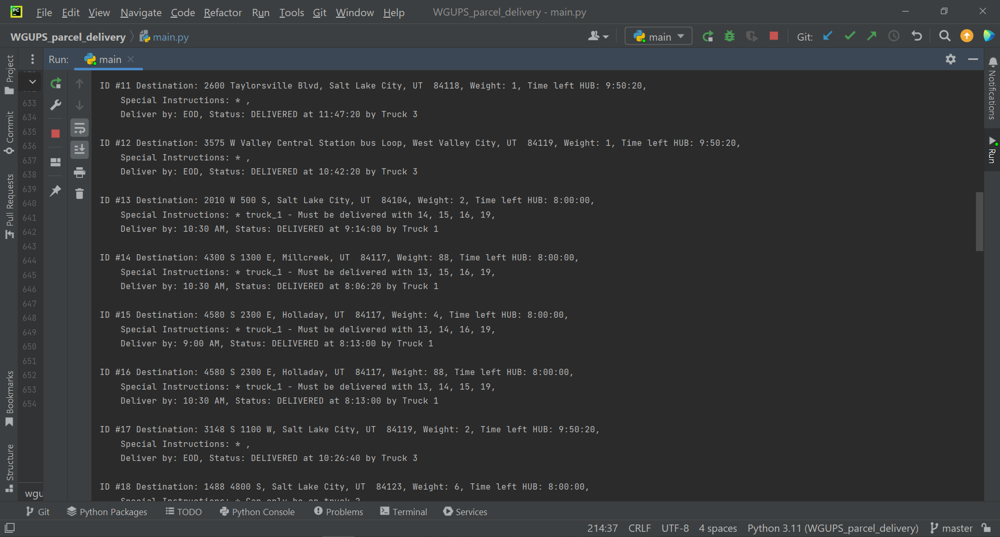 PC File Edit View Navigate Code Refactor Run Tools Git Window Help WGUPS_parcel_delivery - main.py
WGUPS_parcel_delivery main.py main Git:
Run: main
Project
Commit
Pull Requests
Bookmarks
Structure
Notifications
Run
633
634
635
636
637
638
639
640
641
642
643
644
645
646
647
648
649
650
651
652
653
654
wgu
ID #11 Destination: 2600 Taylorsville Blvd, Salt Lake City, UT  84118, Weight: 1, Time left HUB: 9:50:20,
Special Instructions: * ,
Deliver by: EOD, Status: DELIVERED at 11:47:20 by Truck 3
ID #12 Destination: 3575 W Valley Central Station bus Loop, West Valley City, UT  84119, Weight: 1, Time left HUB: 9:50:20,
Special Instructions: * ,
Deliver by: EOD, Status: DELIVERED at 10:42:20 by Truck 3
ID #13 Destination: 2010 W 500 S, Salt Lake City, UT  84104, Weight: 2, Time left HUB: 8:00:00,
Special Instructions: * truck_1 - Must be delivered with 14, 15, 16, 19,
Deliver by: 10:30 AM, Status: DELIVERED at 9:14:00 by Truck 1
ID #14 Destination: 4300 S 1300 E, Millcreek, UT  84117, Weight: 88, Time left HUB: 8:00:00,
Special Instructions: * truck_1 - Must be delivered with 13, 15, 16, 19,
Deliver by: 10:30 AM, Status: DELIVERED at 8:06:20 by Truck 1
ID #15 Destination: 4580 S 2300 E, Holladay, UT  84117, Weight: 4, Time left HUB: 8:00:00,
Special Instructions: * truck_1 - Must be delivered with 13, 14, 16, 19,
Deliver by: 9:00 AM, Status: DELIVERED at 8:13:00 by Truck 1
ID #16 Destination: 4580 S 2300 E, Holladay, UT  84117, Weight: 88, Time left HUB: 8:00:00,
Special Instructions: * truck_1 - Must be delivered with 13, 14, 15, 19,
Deliver by: 10:30 AM, Status: DELIVERED at 8:13:00 by Truck 1
ID #17 Destination: 3148 S 1100 W, Salt Lake City, UT  84119, Weight: 2, Time left HUB: 9:50:20,
Special Instructions: * ,
Deliver by: EOD, Status: DELIVERED at 10:26:40 by Truck 3
ID #18 Destination: 1488 4800 S, Salt Lake City, UT  84123, Weight: 6, Time left HUB: 8:00:00,
Special Instructions: * Can only be on truck 2
Git Python Packages TODO Python Console Problems Terminal Services
214:37 CRLF UTF-8 4 spaces Python 3.11 (WGUPS_parcel_delivery) master